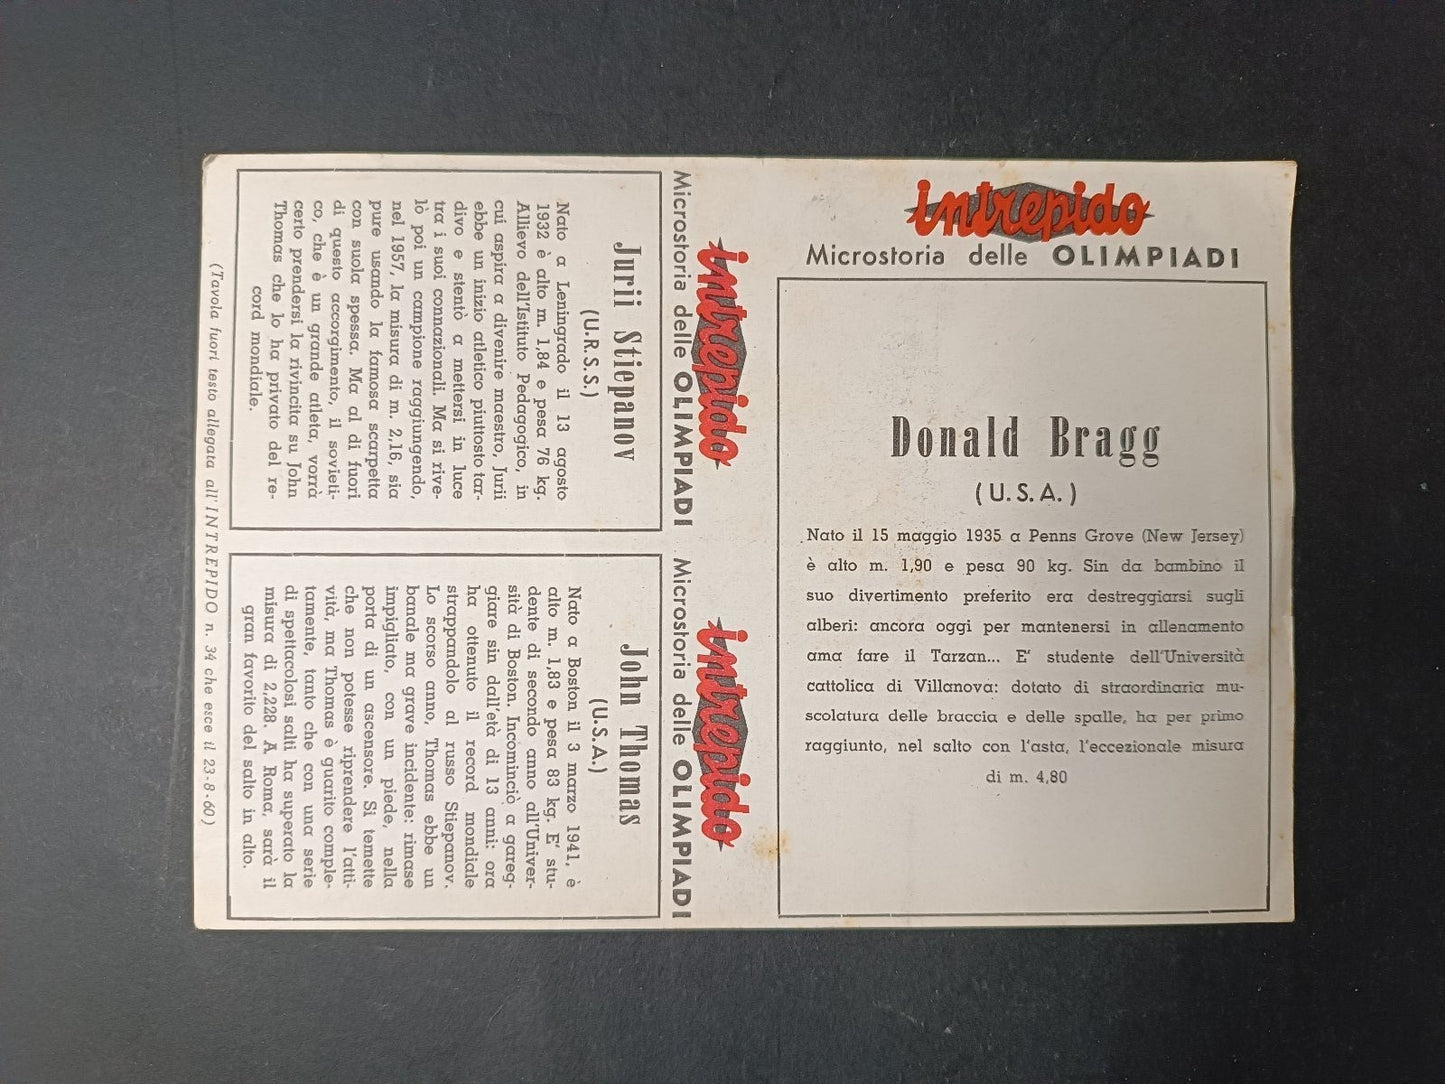 intrepido
Microstoria delle OLIMPIADI
Donald Bragg
(U.S.A.)
Nato il 15 maggio 1935 a Penns Grove (New Jersey)
è alto m. 1,90 e pesa 90 kg. Sin da bambino il
suo divertimento preferito era destreggiarsi sugli
alberi: ancora oggi per mantenersi in allenamento
ama fare il Tarzan... E' studente dell'Università
cattolica di Villanova: dotato di straordinaria mu-
scolatura delle braccia e delle spalle, ha per primo
raggiunto, nel salto con l'asta, l'eccezionale misura
di m. 4,80
intrepido
Microstoria delle OLIMPIADI
Jurii Stiepanov
(U.R.S.S.)
Nato a Leningrado il 13 agosto
1932 è alto m. 1,84 e pesa 76 kg.
Allievo dell'Istituto Pedagogico, in
cui aspira a divenire maestro, Jurii
ebbe un inizio atletico piuttosto tar-
divo e stentò a mettersi in luce
tra i suoi connazionali. Ma si rive-
lò poi un campione raggiungendo,
nel 1957, la misura di m. 2,16, sia
pure usando la famosa scarpetta
con suola spessa. Ma al di fuori
di questo accorgimento, il sovieti-
co, che è un grande atleta, vorrà
certo prendersi la rivincita su John
Thomas che lo ha privato del re-
cord mondiale.
intrepido
Microstoria delle OLIMPIADI
John Thomas
(U.S.A.)
Nato a Boston il 3 marzo 1941, è
alto m. 1,83 e pesa 83 kg. E' stu-
dente di secondo anno all'Univer-
sità di Boston. Incominciò a gareg-
giare sin dall'età di 13 anni: ora
ha ottenuto il record mondiale
strappandolo al russo Stiepanov.
Lo scorso anno, Thomas ebbe un
banale ma grave incidente: rimase
impigliato, con un piede, nella
porta di un ascensore. Si temette
che non potesse riprendere l'atti-
vità, ma Thomas è guarito comple-
tamente, tanto che con una serie
di spettacolosi salti ha superato la
misura di 2,228. A Roma, sarà il
gran favorito del salto in alto.
(Tavola fuori testo allegata all'INTREPIDO n. 34 che esce il 23-8-60)